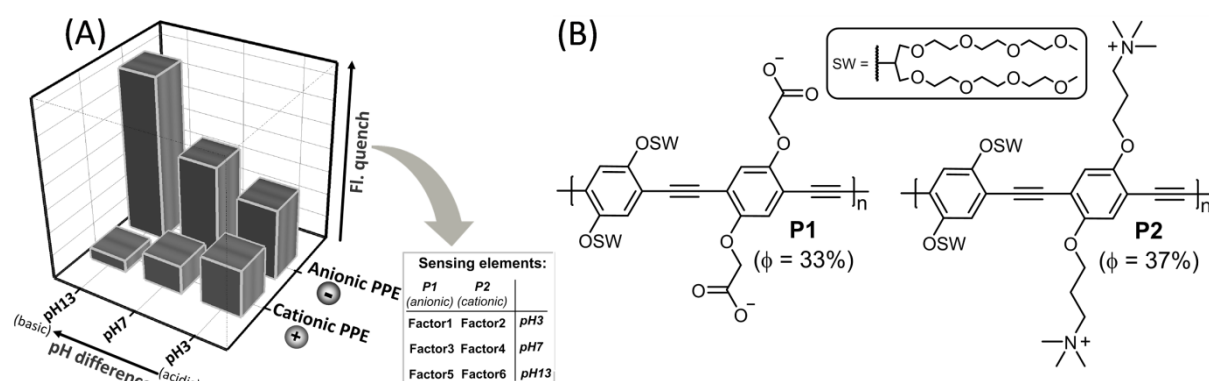 (A)
Fl. quench
Anionic PPE
−
Cationic PPE
+
pH13
pH7
pH3
(basic)
(acidic)
pH difference
Sensing elements:
P1 P2
(anionic) (cationic)
Factor1 Factor2 pH3
Factor3 Factor4 pH7
Factor5 Factor6 pH13
(B)
SW =
O O O O
O O O O
O⁻
O
O
OSW
OSW
n
P1
(ϕ = 33%)
O
O
O⁻
N⁺
O
OSW
OSW
n
P2
(ϕ = 37%)
O
N⁺